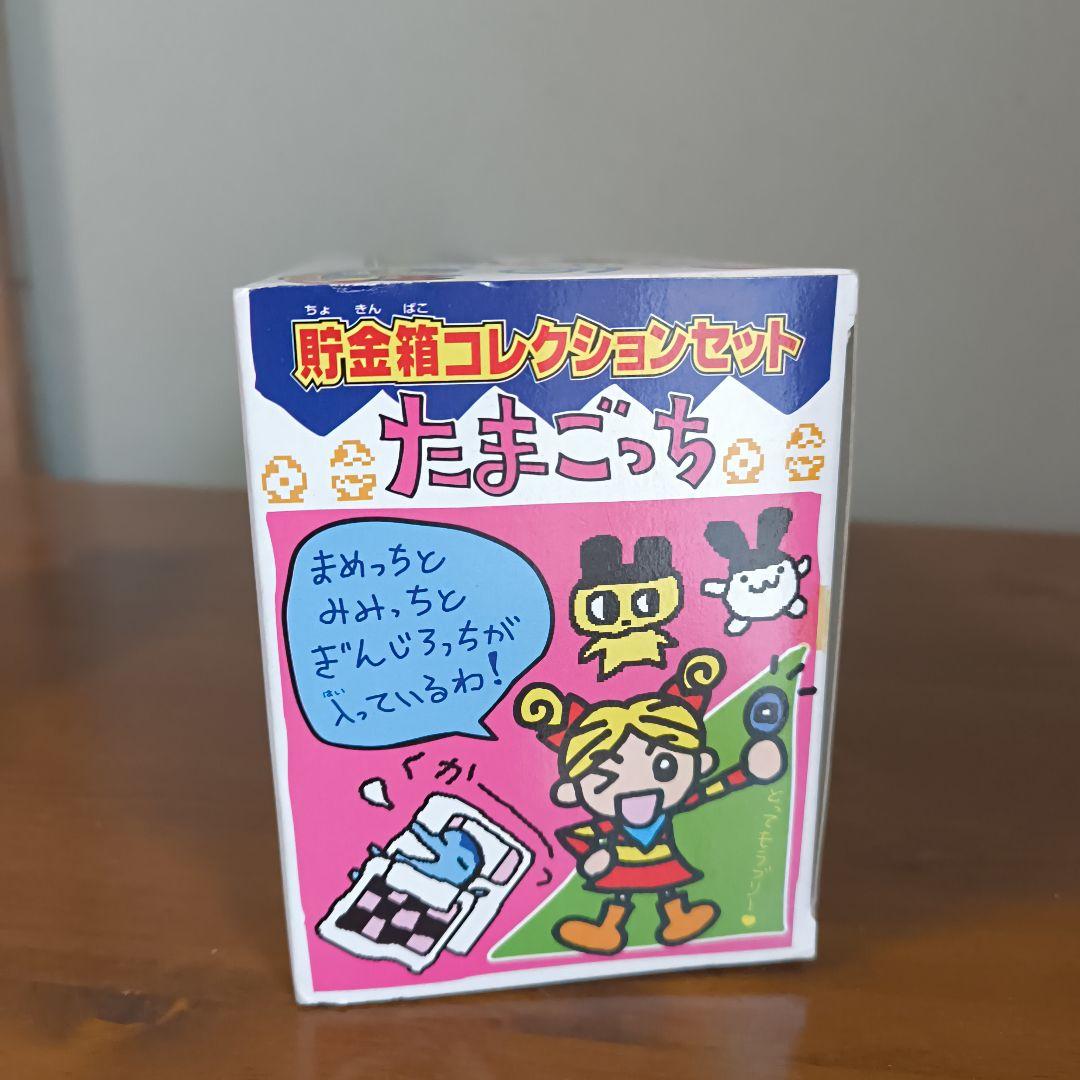 ちょ きん ばこ
貯金箱コレクションセット
たまごっち
まめっちと
みみっちと
ぎんじろっちが
はい
入っているわ!
くか
とってもラブリー